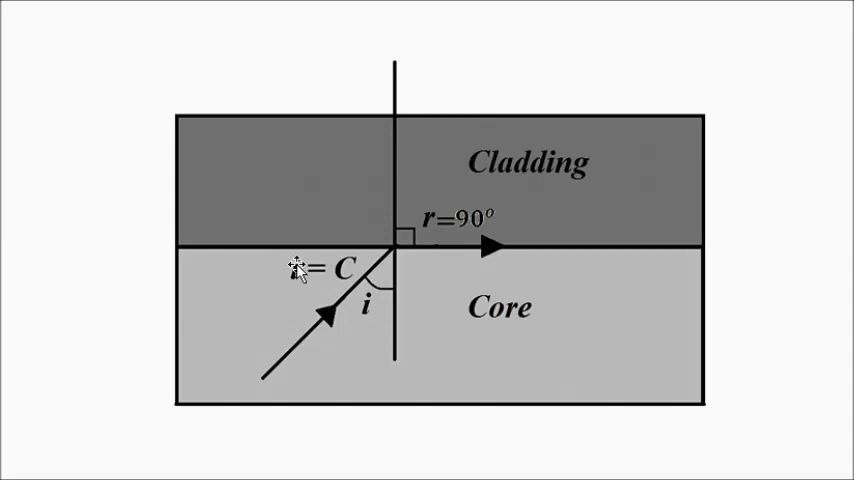 Cladding
r=90°
= C
i
Core